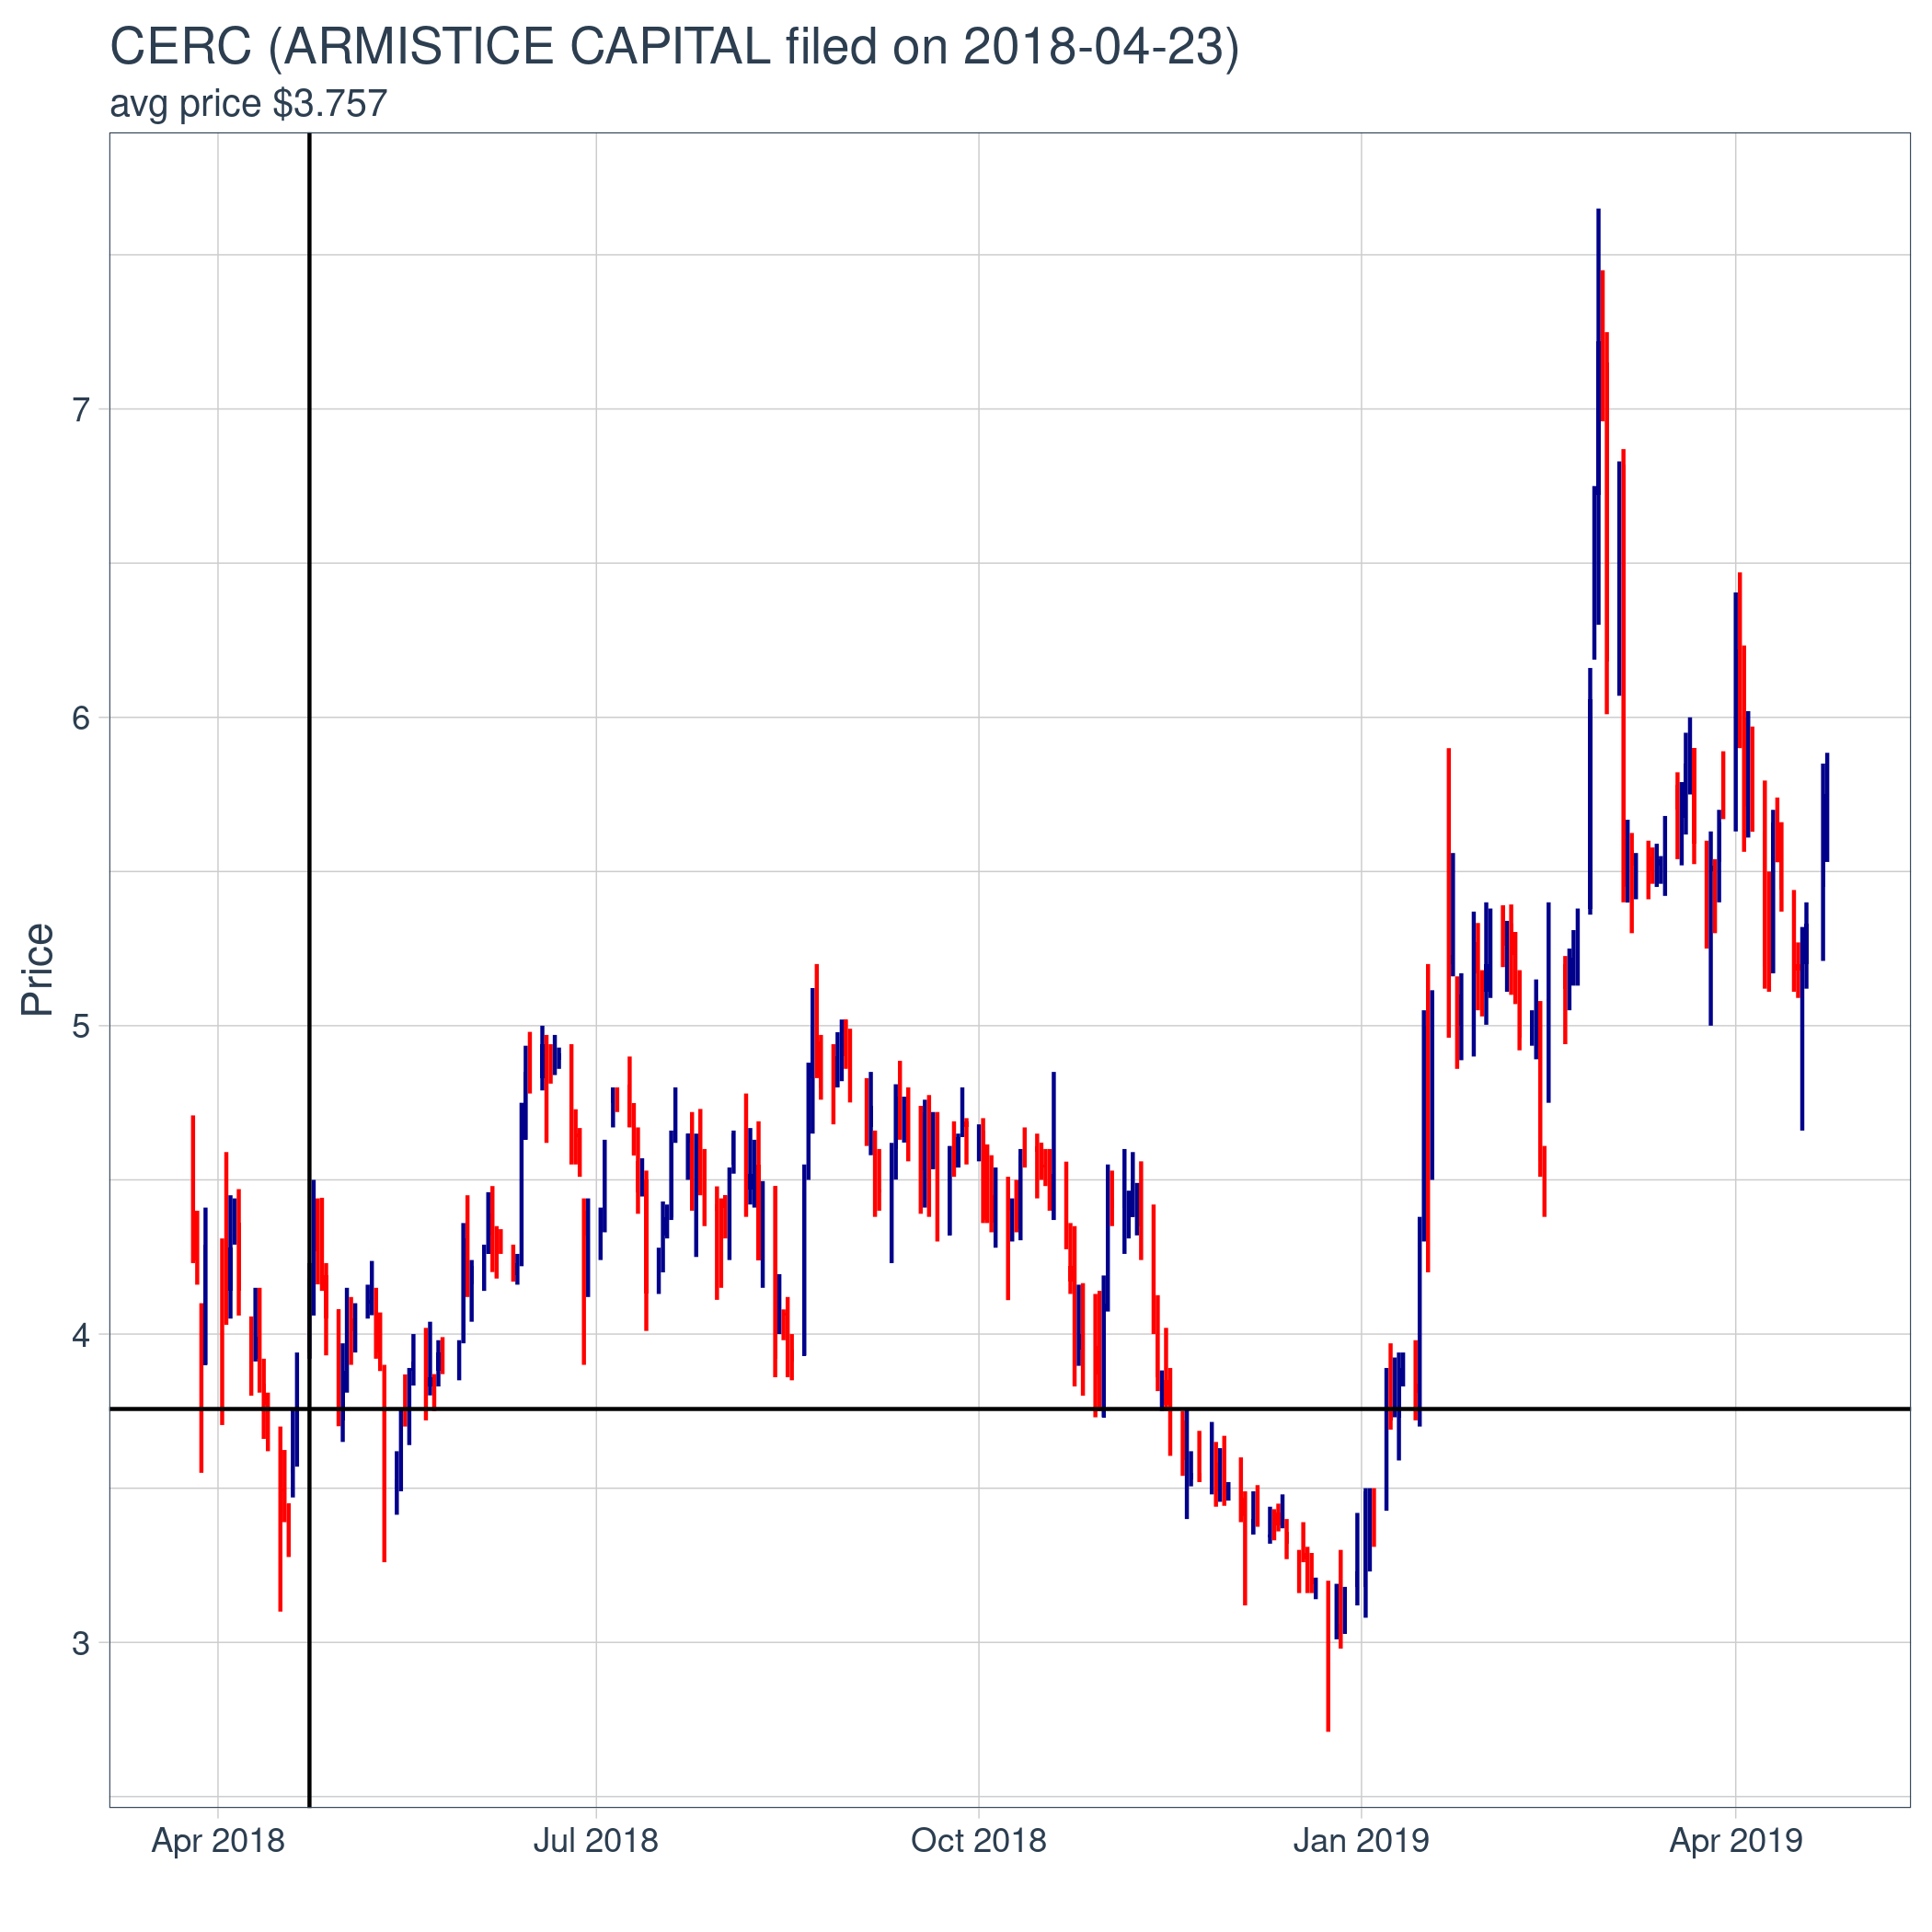 CERC (ARMISTICE CAPITAL filed on 2018-04-23)
avg price $3.757
7
6
5
4
3
Price
Apr 2018
Jul 2018
Oct 2018
Jan 2019
Apr 2019